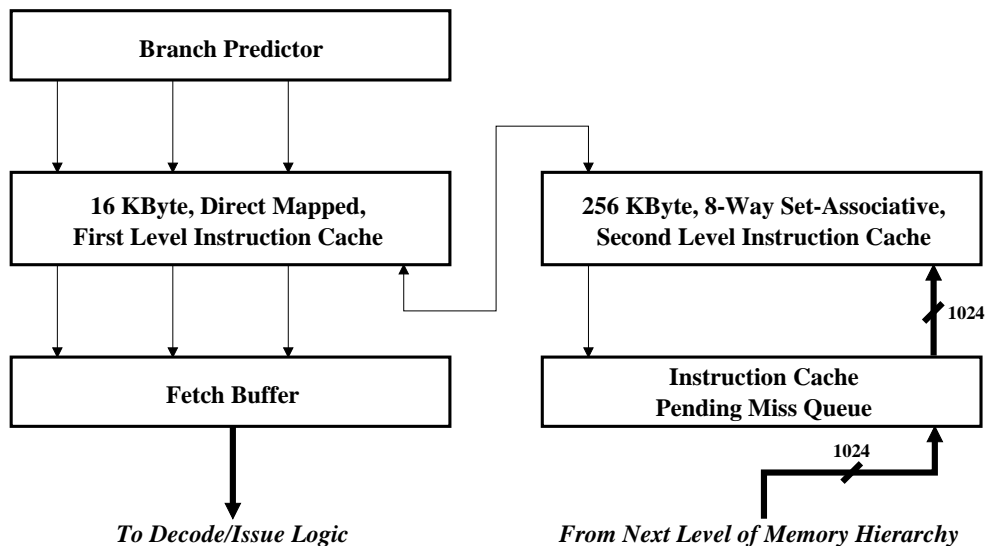 Branch Predictor
16 KByte, Direct Mapped,
First Level Instruction Cache
256 KByte, 8-Way Set-Associative,
Second Level Instruction Cache
1024
Fetch Buffer
Instruction Cache
Pending Miss Queue
1024
To Decode/Issue Logic
From Next Level of Memory Hierarchy